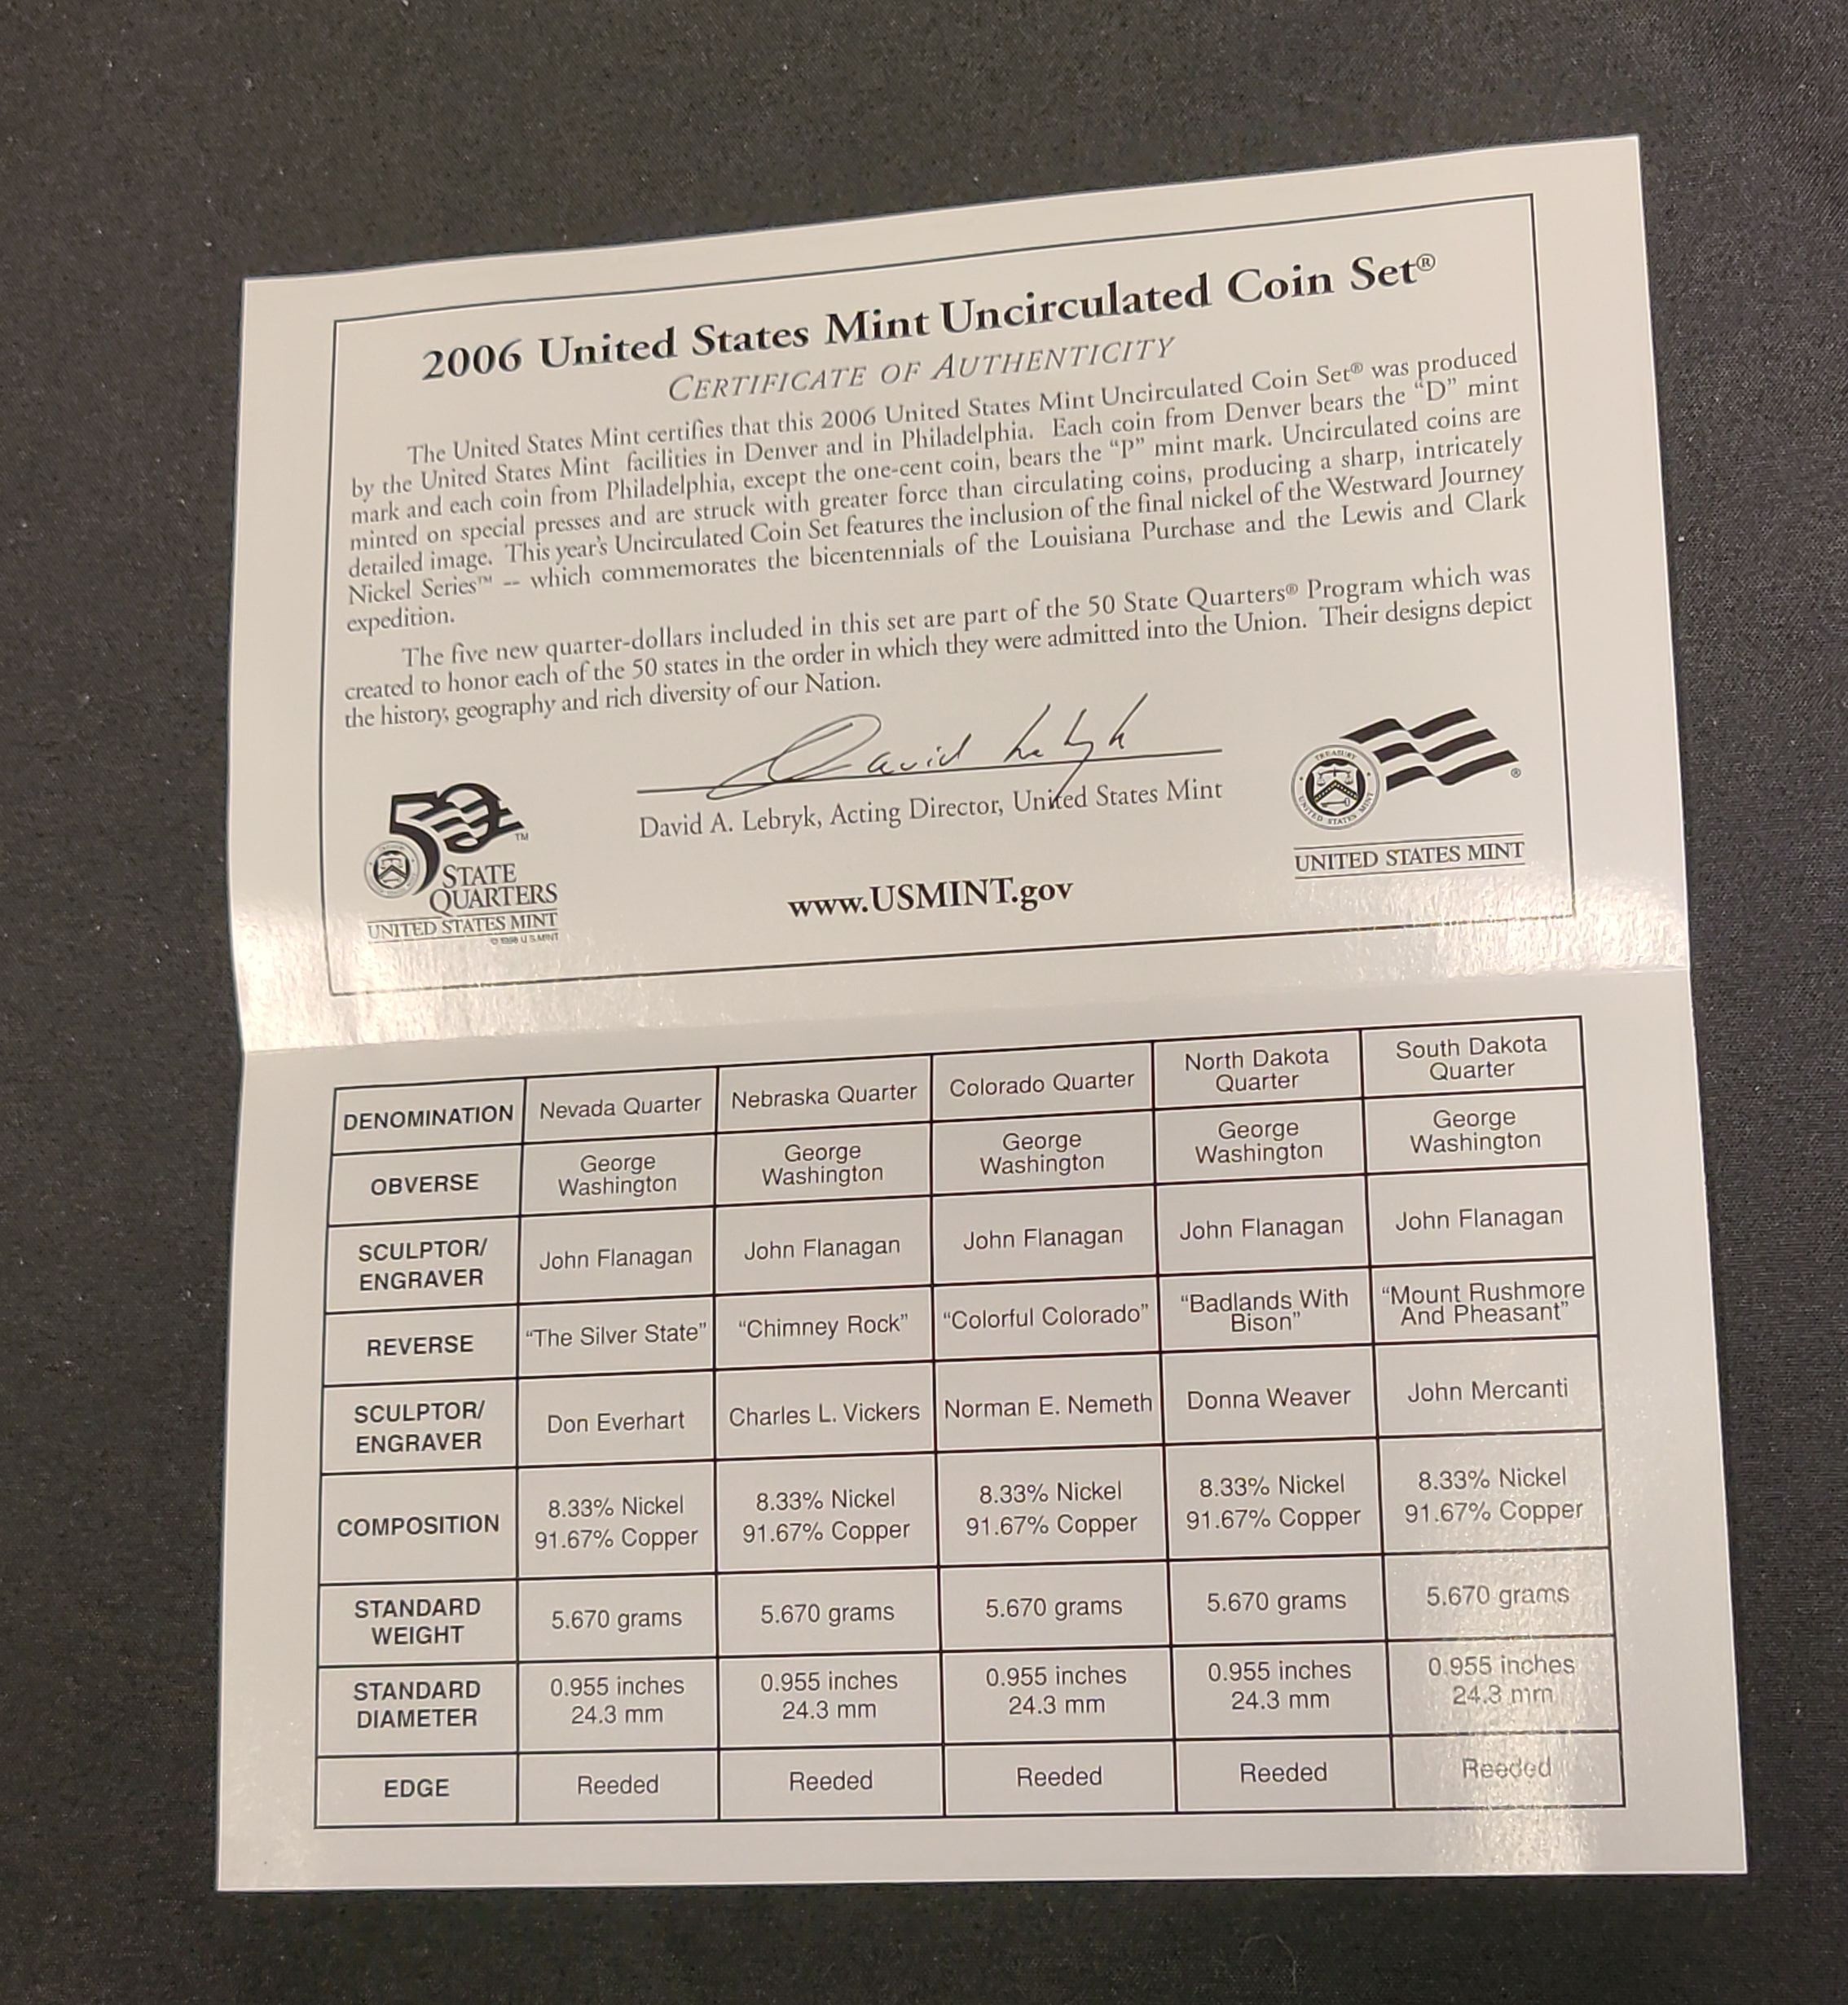 2006 United States Mint Uncirculated Coin Set®
CERTIFICATE OF AUTHENTICITY
The United States Mint certifies that this 2006 United States Mint Uncirculated Coin Set® was produced
by the United States Mint facilities in Denver and in Philadelphia. Each coin from Denver bears the “D” mint
mark and each coin from Philadelphia, except the one-cent coin, bears the “P” mint mark. Uncirculated coins are
minted on special presses and are struck with greater force than circulating coins, producing a sharp, intricately
detailed image. This year's Uncirculated Coin Set features the inclusion of the final nickel of the Westward Journey
Nickel Series™ -- which commemorates the bicentennials of the Louisiana Purchase and the Lewis and Clark
expedition.
The five new quarter-dollars included in this set are part of the 50 State Quarters® Program which was
created to honor each of the 50 states in the order in which they were admitted into the Union. Their designs depict
the history, geography and rich diversity of our Nation.
David Lebryk
David A. Lebryk, Acting Director, United States Mint
50™
STATE
QUARTERS
UNITED STATES MINT
© 1998 U S MINT
www.USMINT.gov
TREASURY
UNITED STATES MINT
®
UNITED STATES MINT
DENOMINATION Nevada Quarter Nebraska Quarter Colorado Quarter North Dakota Quarter South Dakota Quarter
OBVERSE George Washington George Washington George Washington George Washington George Washington
SCULPTOR/ENGRAVER John Flanagan John Flanagan John Flanagan John Flanagan John Flanagan
REVERSE “The Silver State” “Chimney Rock” “Colorful Colorado” “Badlands With Bison” “Mount Rushmore And Pheasant”
SCULPTOR/ENGRAVER Don Everhart Charles L. Vickers Norman E. Nemeth Donna Weaver John Mercanti
COMPOSITION 8.33% Nickel 91.67% Copper 8.33% Nickel 91.67% Copper 8.33% Nickel 91.67% Copper 8.33% Nickel 91.67% Copper 8.33% Nickel 91.67% Copper
STANDARD WEIGHT 5.670 grams 5.670 grams 5.670 grams 5.670 grams 5.670 grams
STANDARD DIAMETER 0.955 inches 24.3 mm 0.955 inches 24.3 mm 0.955 inches 24.3 mm 0.955 inches 24.3 mm 0.955 inches 24.3 mm
EDGE Reeded Reeded Reeded Reeded Reeded